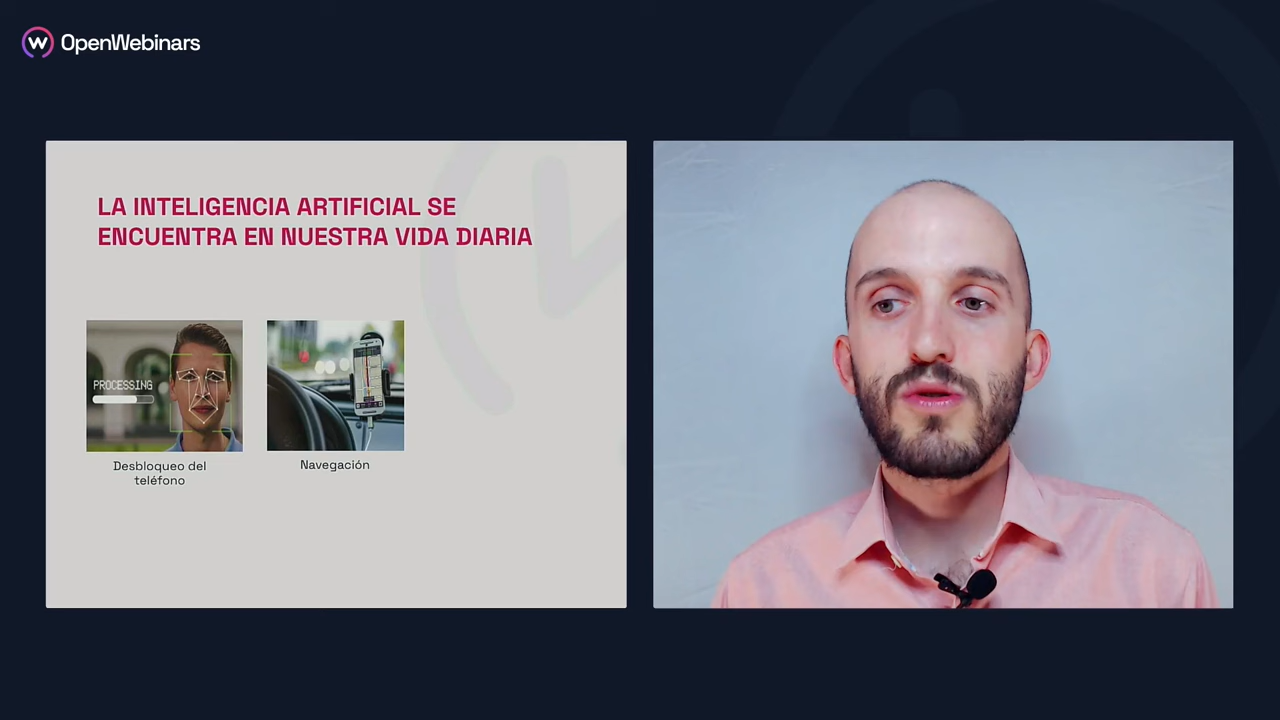 OpenWebinars
LA INTELIGENCIA ARTIFICIAL SE
ENCUENTRA EN NUESTRA VIDA DIARIA
PROCESSING
Desbloqueo del
teléfono
Navegación